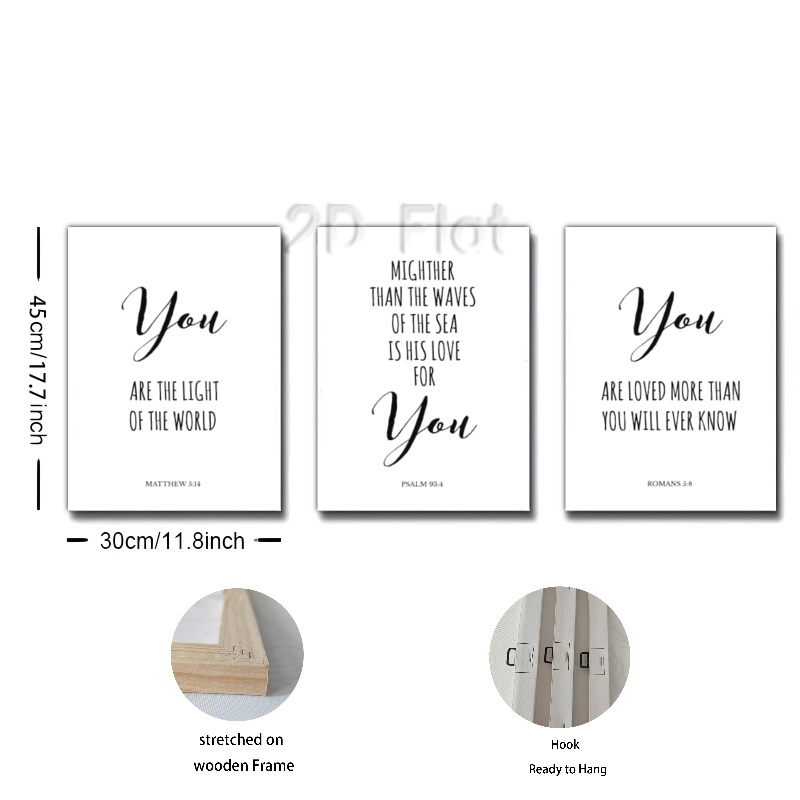 2D Flat
You
ARE THE LIGHT
OF THE WORLD
MATTHEW 5:14
MIGHTHER
THAN THE WAVES
OF THE SEA
IS HIS LOVE
FOR
You
PSALM 93:4
You
ARE LOVED MORE THAN
YOU WILL EVER KNOW
ROMANS 5:8
45cm/17.7inch
30cm/11.8inch
stretched on
wooden Frame
Hook
Ready to Hang